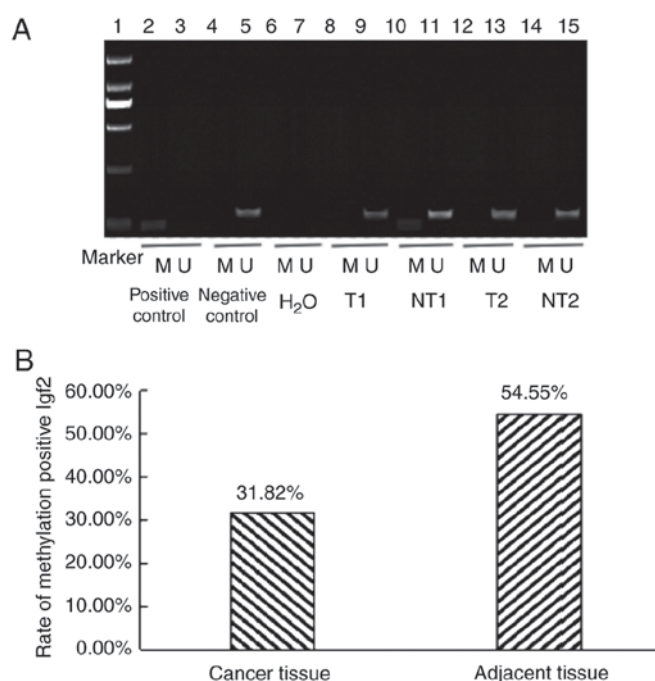 A
1 2 3 4 5 6 7 8 9 10 11 12 13 14 15
Marker M U M U M U M U M U M U M U
Positive control Negative control H₂O T1 NT1 T2 NT2
B
Rate of methylation positive Igf2
60.00%
50.00%
40.00%
30.00%
20.00%
10.00%
0.00%
31.82%
54.55%
Cancer tissue Adjacent tissue